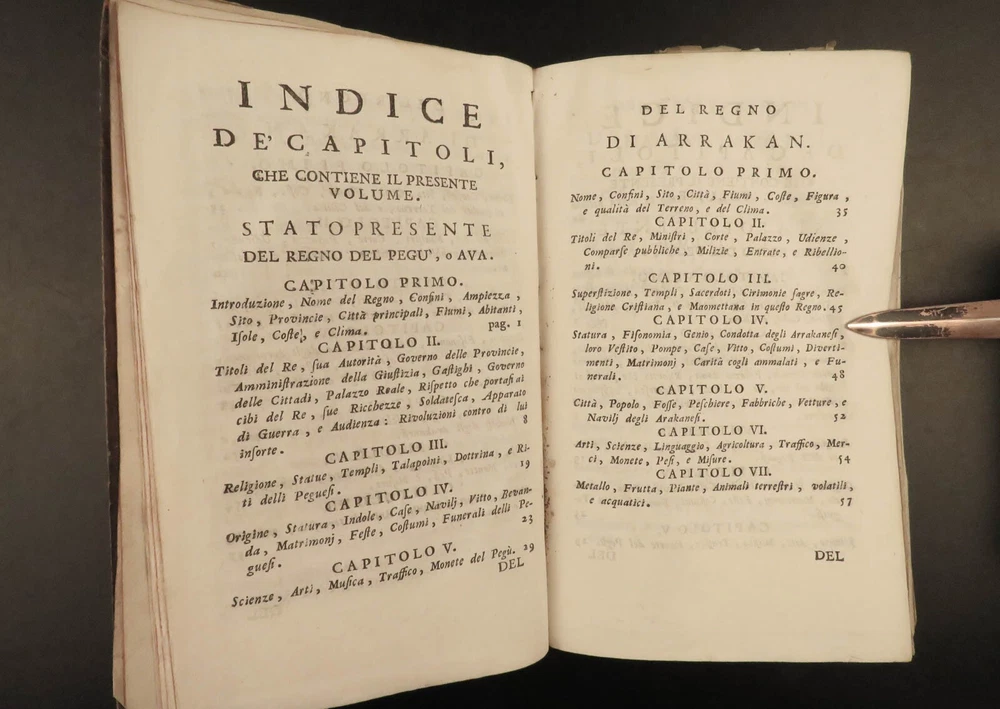 INDICE
DE' CAPITOLI,
CHE CONTIENE IL PRESENTE
VOLUME.
STATO PRESENTE
DEL REGNO DEL PEGU', o AVA.
CAPITOLO PRIMO.
Introduzione, Nome del Regno, Confini, Ampiezza,
Sito, Provincie, Città principali, Fiumi, Abitanti,
Isole, Coste, e Clima. pag. 1
CAPITOLO II.
Titoli del Re, sua Autorità, Governo delle Provincie,
Amministrazione della Giustizia, Gastighi, Governo
delle Cittadi, Palazzo Reale, Rispetto che portasi ai
cibi del Re, sue Ricchezze, Soldatesca, Apparato
di Guerra, e Audienza: Rivoluzioni contro di lui
insorte. 8
CAPITOLO III.
Religione, Statue, Templi, Talapoini, Dottrina, e Ri-
ti delli Peguesi. 19
CAPITOLO IV.
Origine, Statura, Indole, Case, Navilj, Vitto, Bevan-
da, Matrimonj, Feste, Costumi, Funerali delli Pe-
guesi. 23
CAPITOLO V.
Scienze, Arti, Musica, Traffico, Monete del Pegù. 29
DEL
DEL REGNO
DI ARRAKAN.
CAPITOLO PRIMO.
Nome, Confini, Sito, Città, Fiumi, Coste, Figura,
e qualità del Terreno, e del Clima. 35
CAPITOLO II.
Titoli del Re, Ministri, Corte, Palazzo, Udienze,
Comparse pubbliche, Milizie, Entrate, e Ribellio-
ni. 40
CAPITOLO III.
Superstizione, Templi, Sacerdoti, Cirimonie sagre, Re-
ligione Cristiana, e Maomettana in questo Regno. 45
CAPITOLO IV.
Statura, Fisonomia, Genio, Condotta degli Arrakanesi,
loro Vestito, Pompe, Case, Vitto, Costumi, Diverti-
menti, Matrimonj, Carità cogli ammalati, e Fu-
nerali. 48
CAPITOLO V.
Città, Popolo, Fosse, Peschiere, Fabbriche, Vetture, e
Navilj degli Arakanesi. 52
CAPITOLO VI.
Arti, Scienze, Linguaggio, Agricoltura, Traffico, Mer-
ci, Monete, Pesi, e Misure. 54
CAPITOLO VII.
Metallo, Frutta, Piante, Animali terrestri, volatili,
e acquatici. 57
DEL